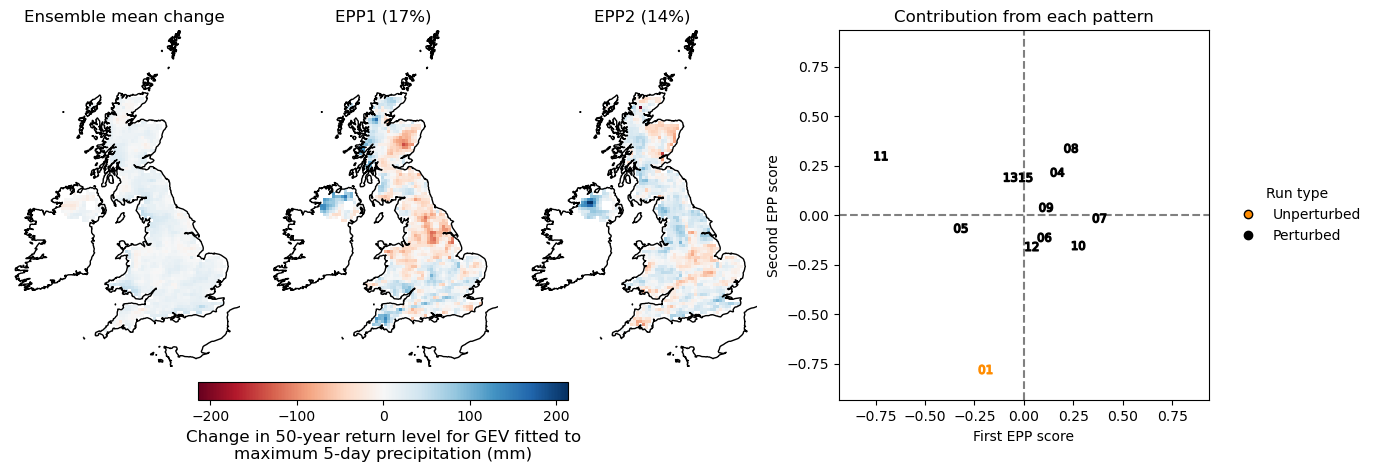 Ensemble mean change
EPP1 (17%)
EPP2 (14%)
Contribution from each pattern
−200 −100 0 100 200
Change in 50-year return level for GEV fitted to
maximum 5-day precipitation (mm)
Second EPP score
0.75
0.50
0.25
0.00
−0.25
−0.50
−0.75
11
08
04
13
15
09
07
05
06
12
10
01
−0.75 −0.50 −0.25 0.00 0.25 0.50 0.75
First EPP score
Run type
Unperturbed
Perturbed